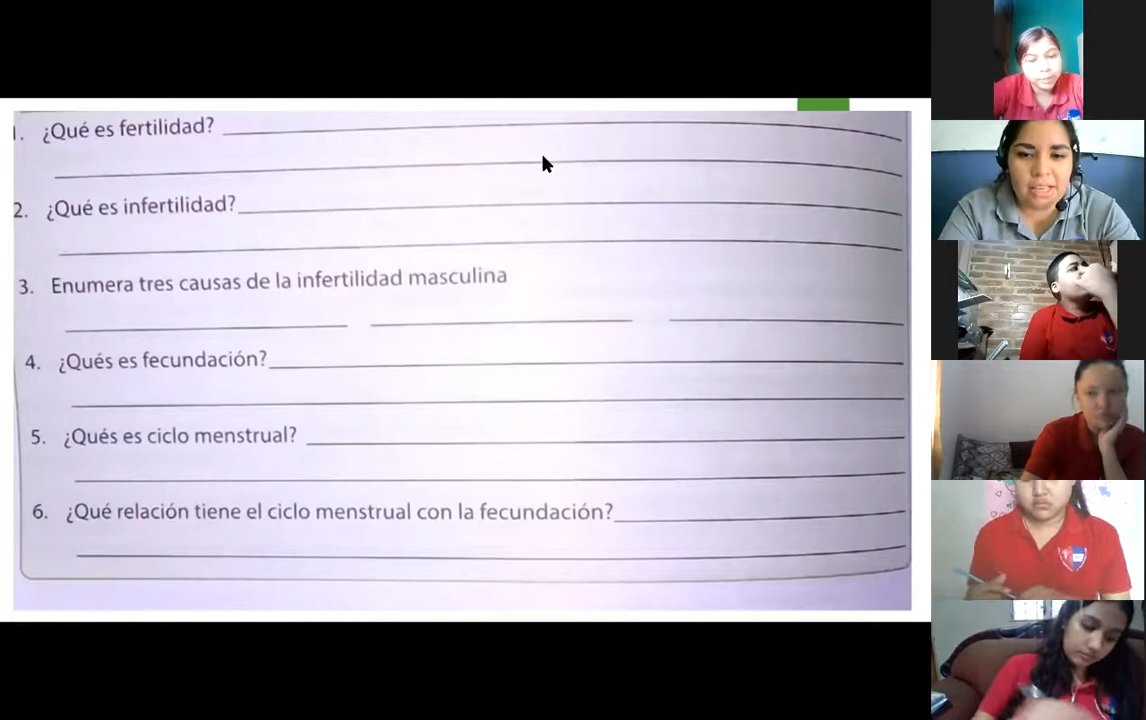 1. ¿Qué es fertilidad?
2. ¿Qué es infertilidad?
3. Enumera tres causas de la infertilidad masculina
4. ¿Qués es fecundación?
5. ¿Qués es ciclo menstrual?
6. ¿Qué relación tiene el ciclo menstrual con la fecundación?